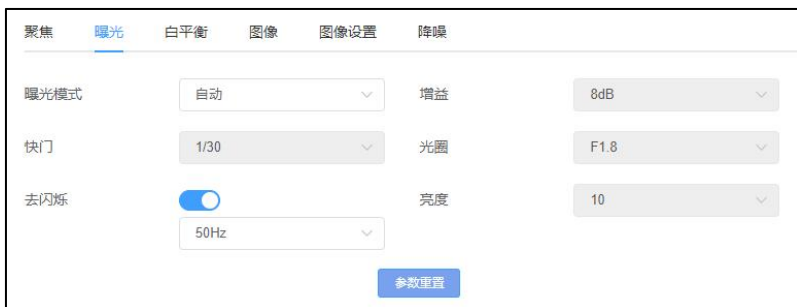 聚焦 曝光 白平衡 图像 图像设置 降噪
曝光模式 自动 增益 8dB
快门 1/30 光圈 F1.8
去闪烁 亮度 10
50Hz
参数重置